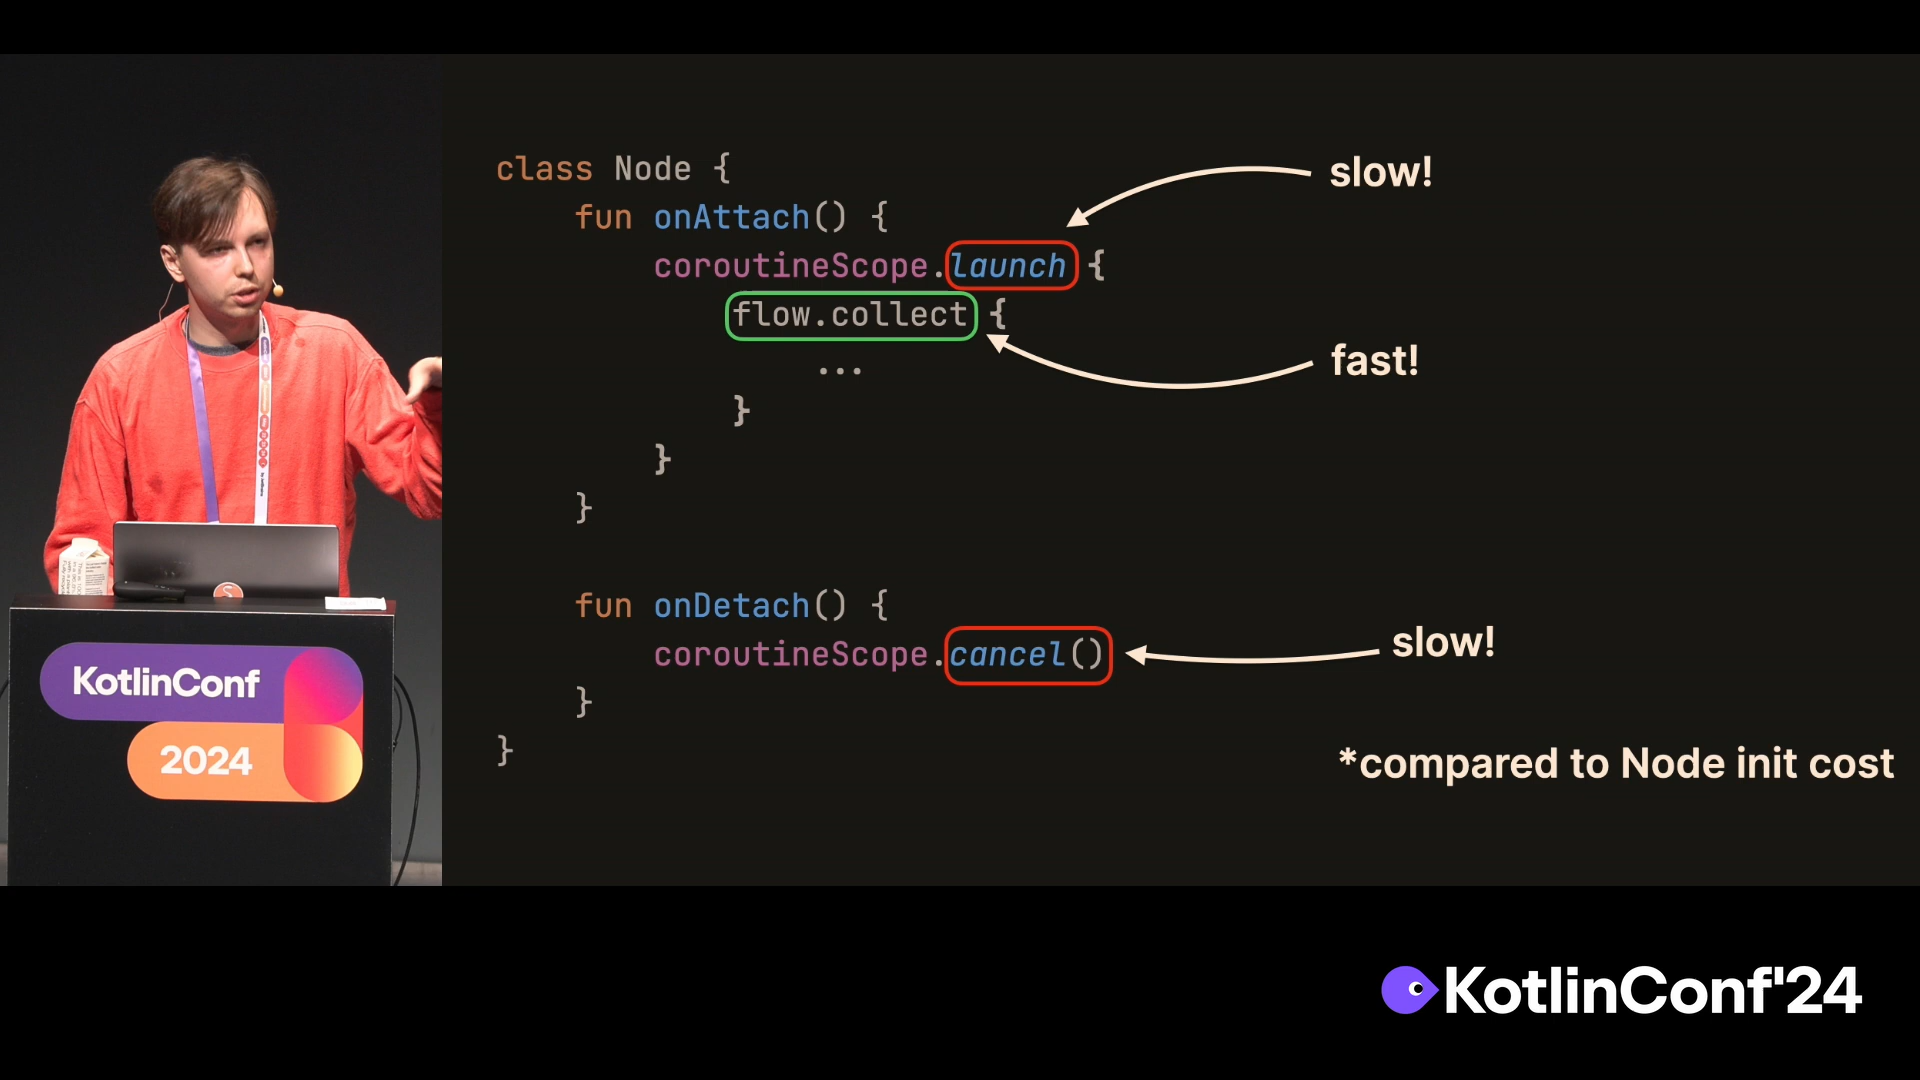 class Node {
fun onAttach() {
coroutineScope.launch {
flow.collect {
...
}
}
}
fun onDetach() {
coroutineScope.cancel()
}
}
slow!
fast!
slow!
*compared to Node init cost
KotlinConf
2024
KotlinConf'24